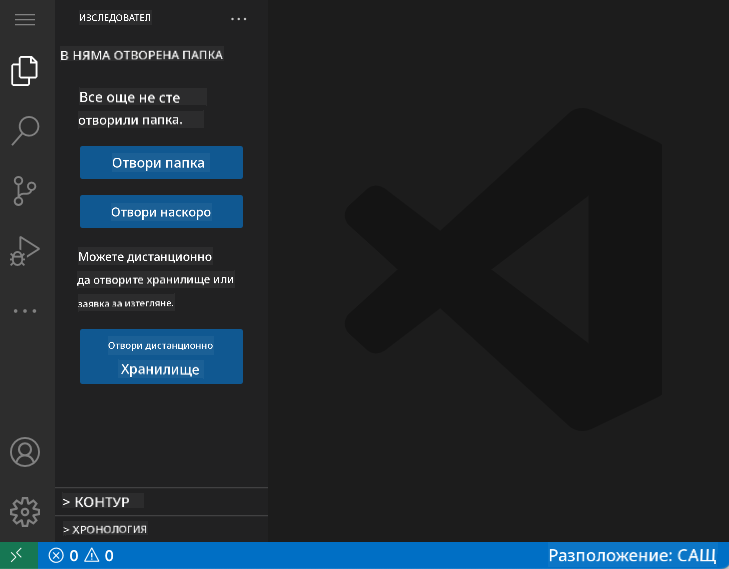 ИЗСЛЕДОВАТЕЛ
В НЯМА ОТВОРЕНА ПАПКА
Все още не сте
отворили папка.
Отвори папка
Отвори наскоро
Можете дистанционно
да отворите хранилище или
заявка за изтегляне.
Отвори дистанционно
Хранилище
> КОНТУР
> ХРОНОЛОГИЯ
0 0
Разположение: САЩ